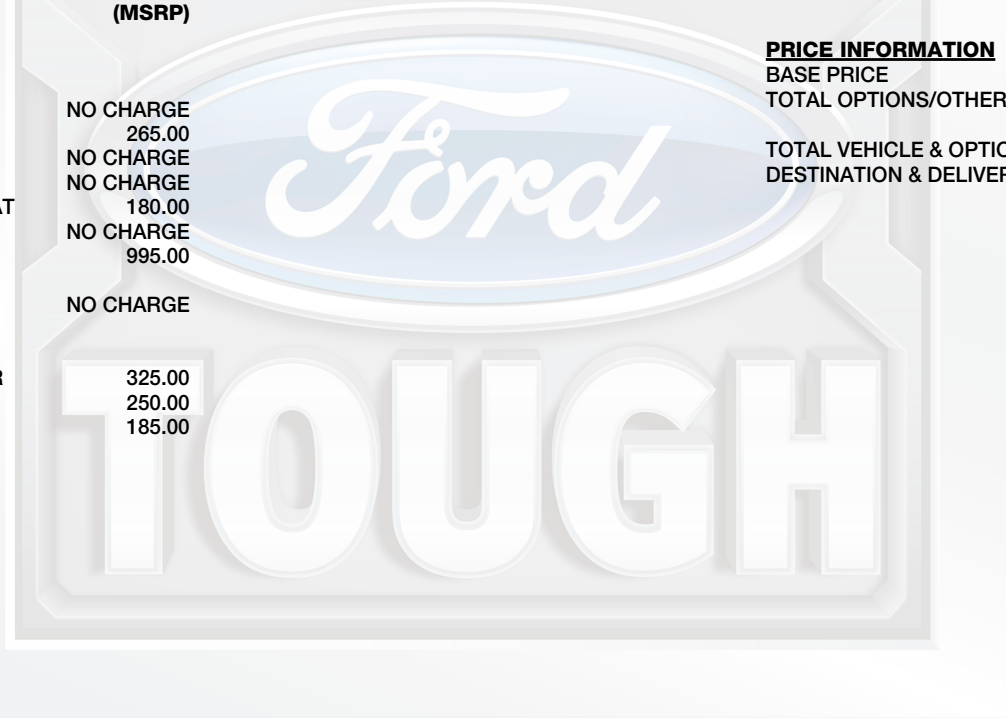 (MSRP)
NO CHARGE
265.00
NO CHARGE
NO CHARGE
AT 180.00
NO CHARGE
995.00
NO CHARGE
R 325.00
250.00
185.00
PRICE INFORMATION
BASE PRICE
TOTAL OPTIONS/OTHER
TOTAL VEHICLE & OPTIO
DESTINATION & DELIVER
Ford
TOUGH